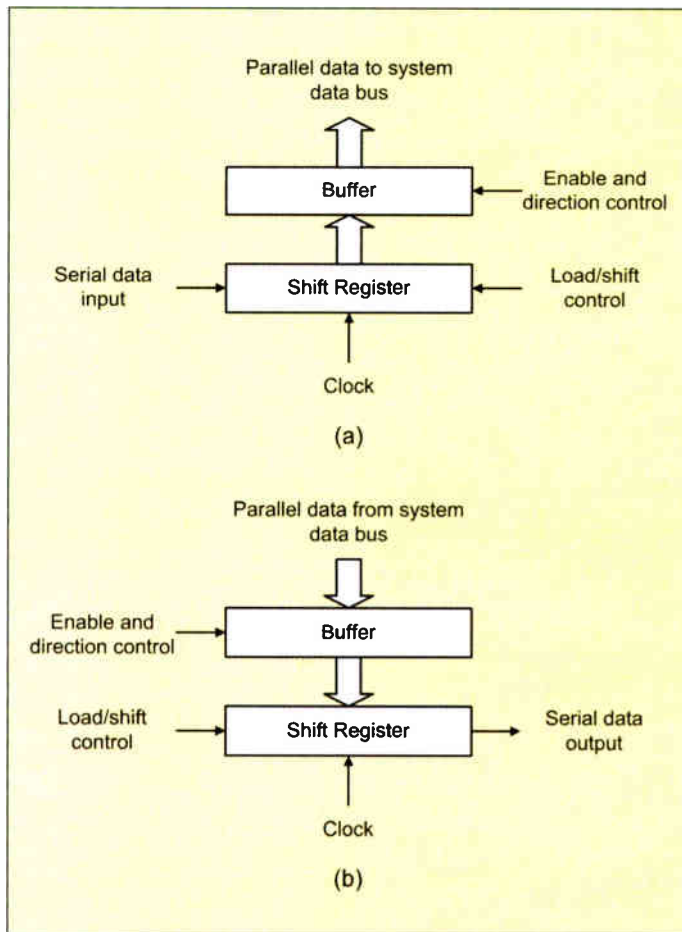 Parallel data to system
data bus
Buffer
Enable and
direction control
Serial data
input
Shift Register
Load/shift
control
Clock
(a)
Parallel data from system
data bus
Enable and
direction control
Buffer
Load/shift
control
Shift Register
Serial data
output
Clock
(b)